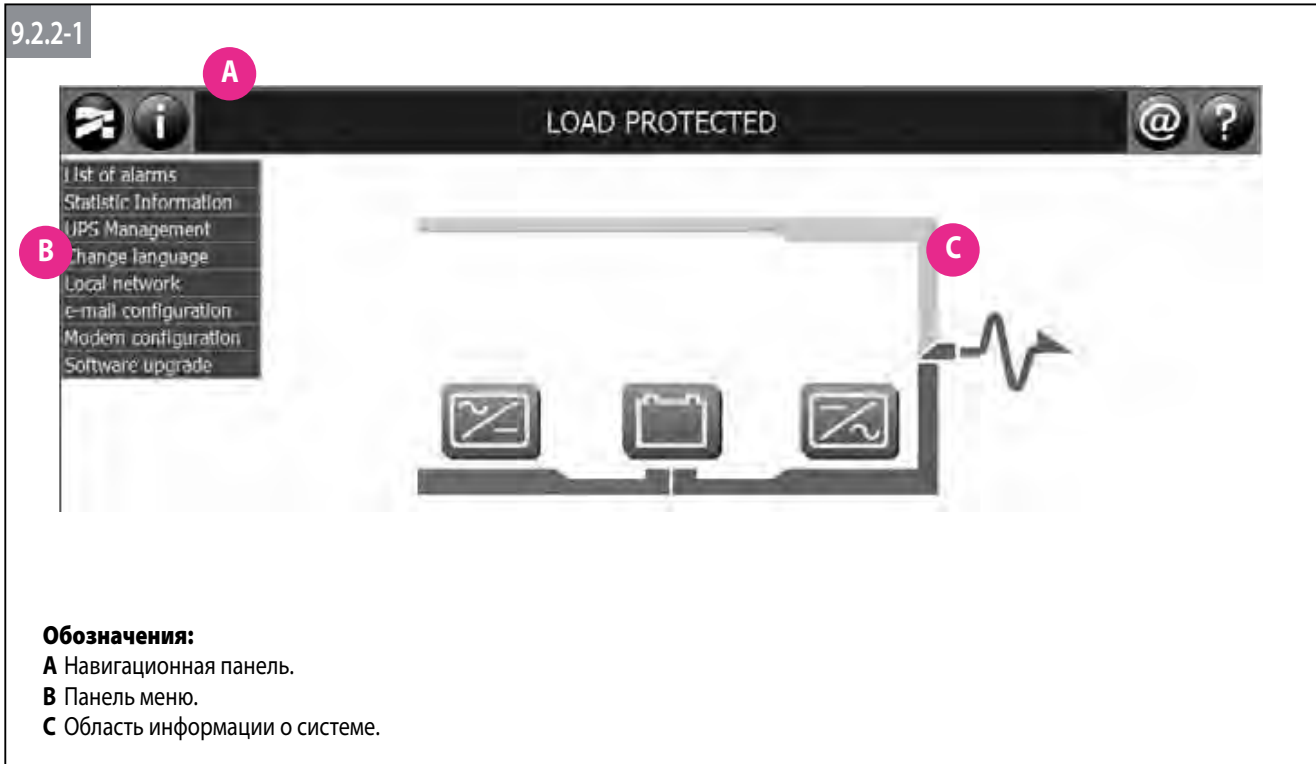 9.2.2-1
A
LOAD PROTECTED
@ ?
i
List of alarms
Statistic Information
UPS Management
B
Change language
C
Local network
e-mail configuration
Modem configuration
Software upgrade
Обозначения:
A Навигационная панель.
B Панель меню.
C Область информации о системе.